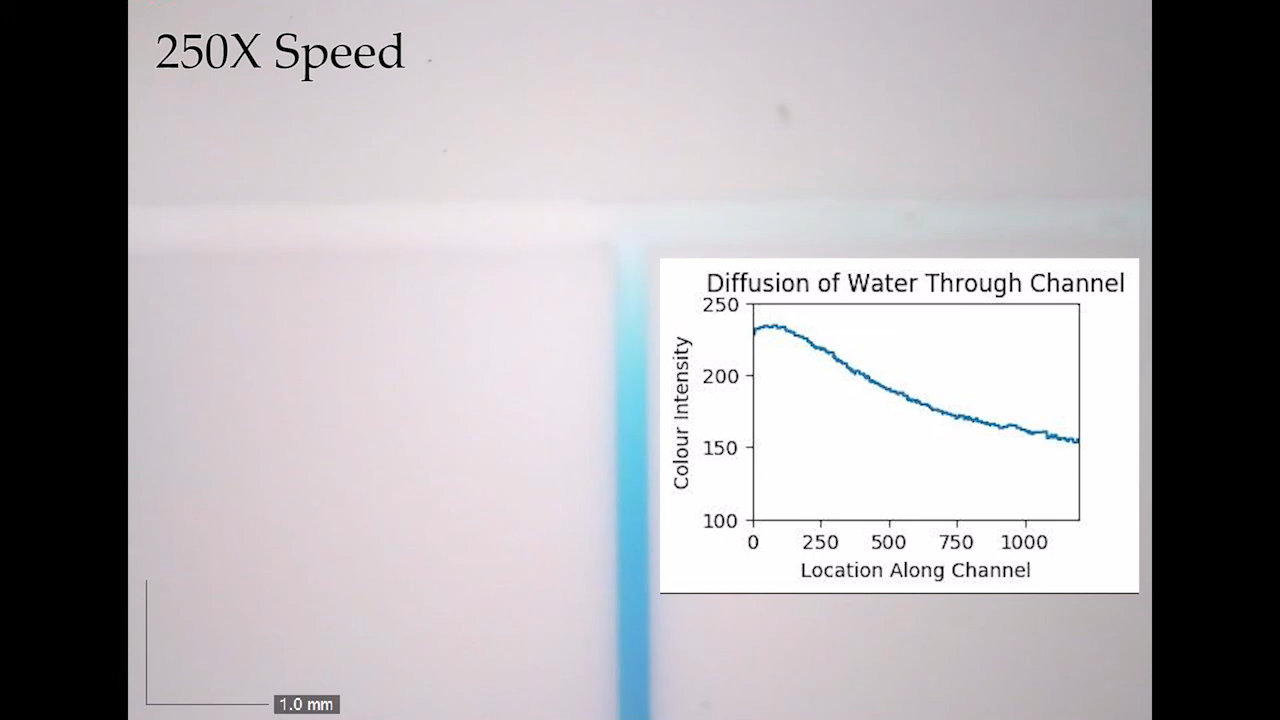 250X Speed
Diffusion of Water Through Channel
250
200
150
100
Colour Intensity
0 250 500 750 1000
Location Along Channel
1.0 mm